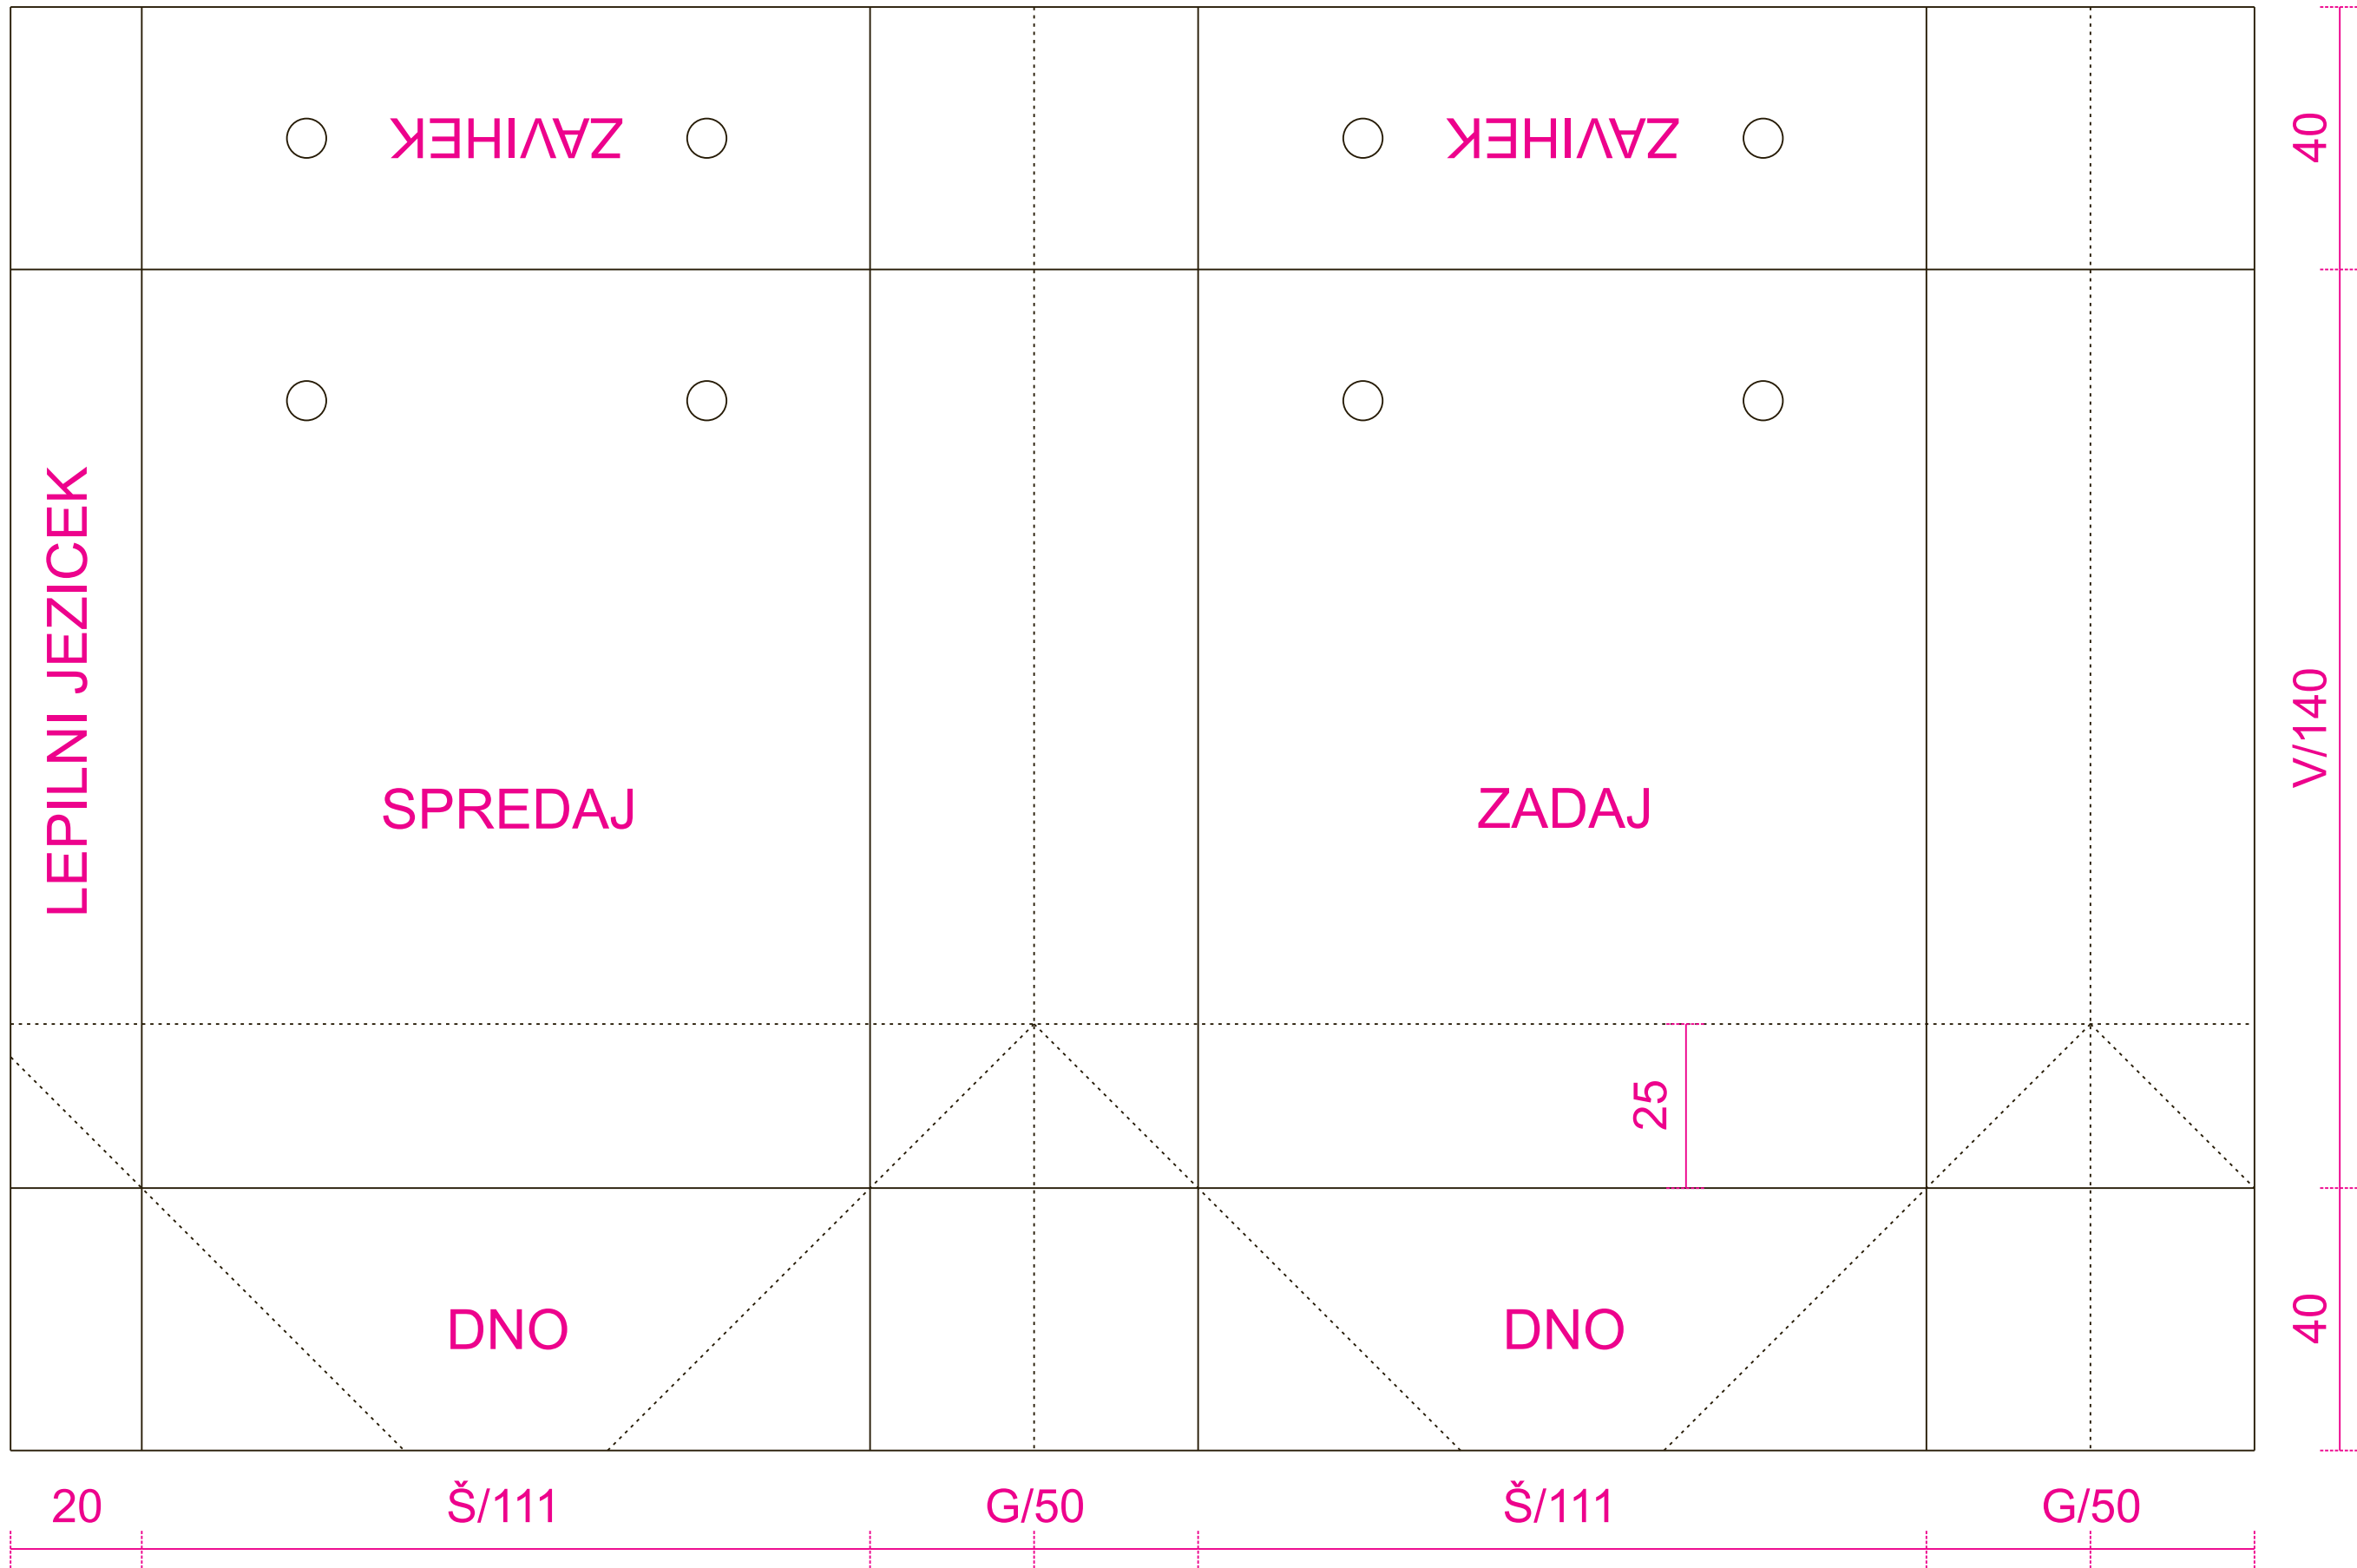 ZAVIHEK
ZAVIHEK
40
LEPILNI JEZICEK
SPREDAJ
ZADAJ
V/140
25
DNO
DNO
40
20
Š/111
G/50
Š/111
G/50